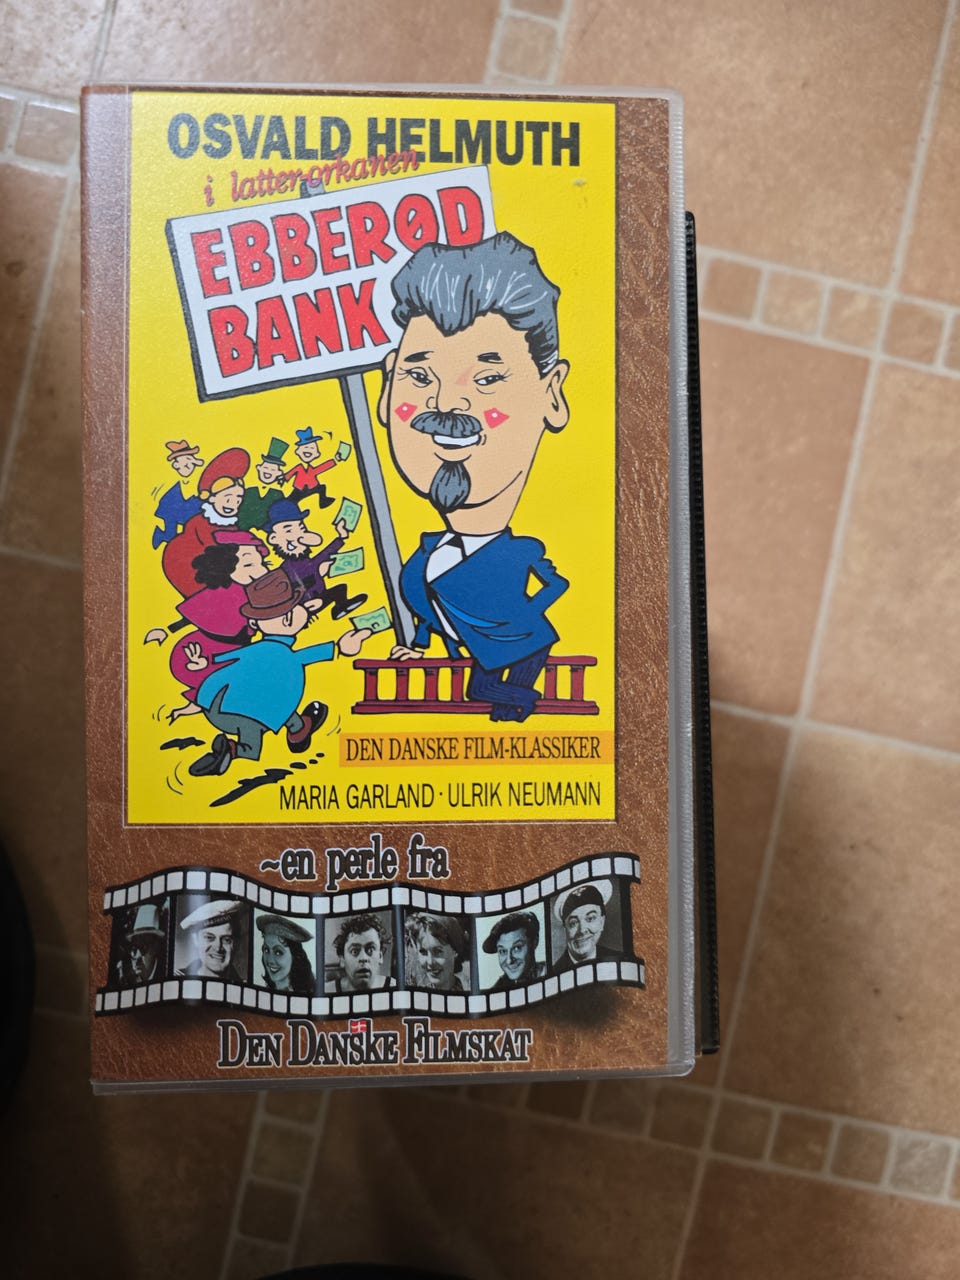 OSVALD HELMUTH
i latter-orkanen
EBBERØD
BANK
DEN DANSKE FILM-KLASSIKER
MARIA GARLAND · ULRIK NEUMANN
~en perle fra
DEN DANSKE FILMSKAT